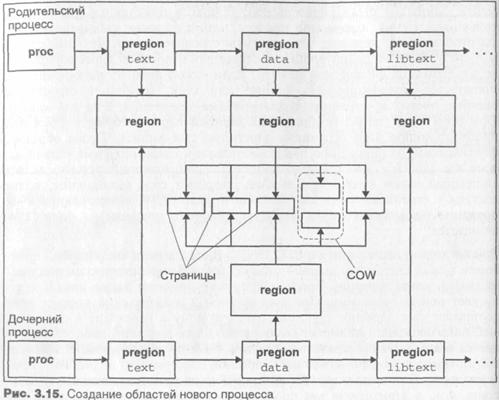 Родительский
процесс
proc
pregion
text
pregion
data
pregion
libtext
...
region
region
region
Страницы
COW
region
Дочерний
процесс
proc
pregion
text
pregion
data
pregion
libtext
...
Рис. 3.15. Создание областей нового процесса